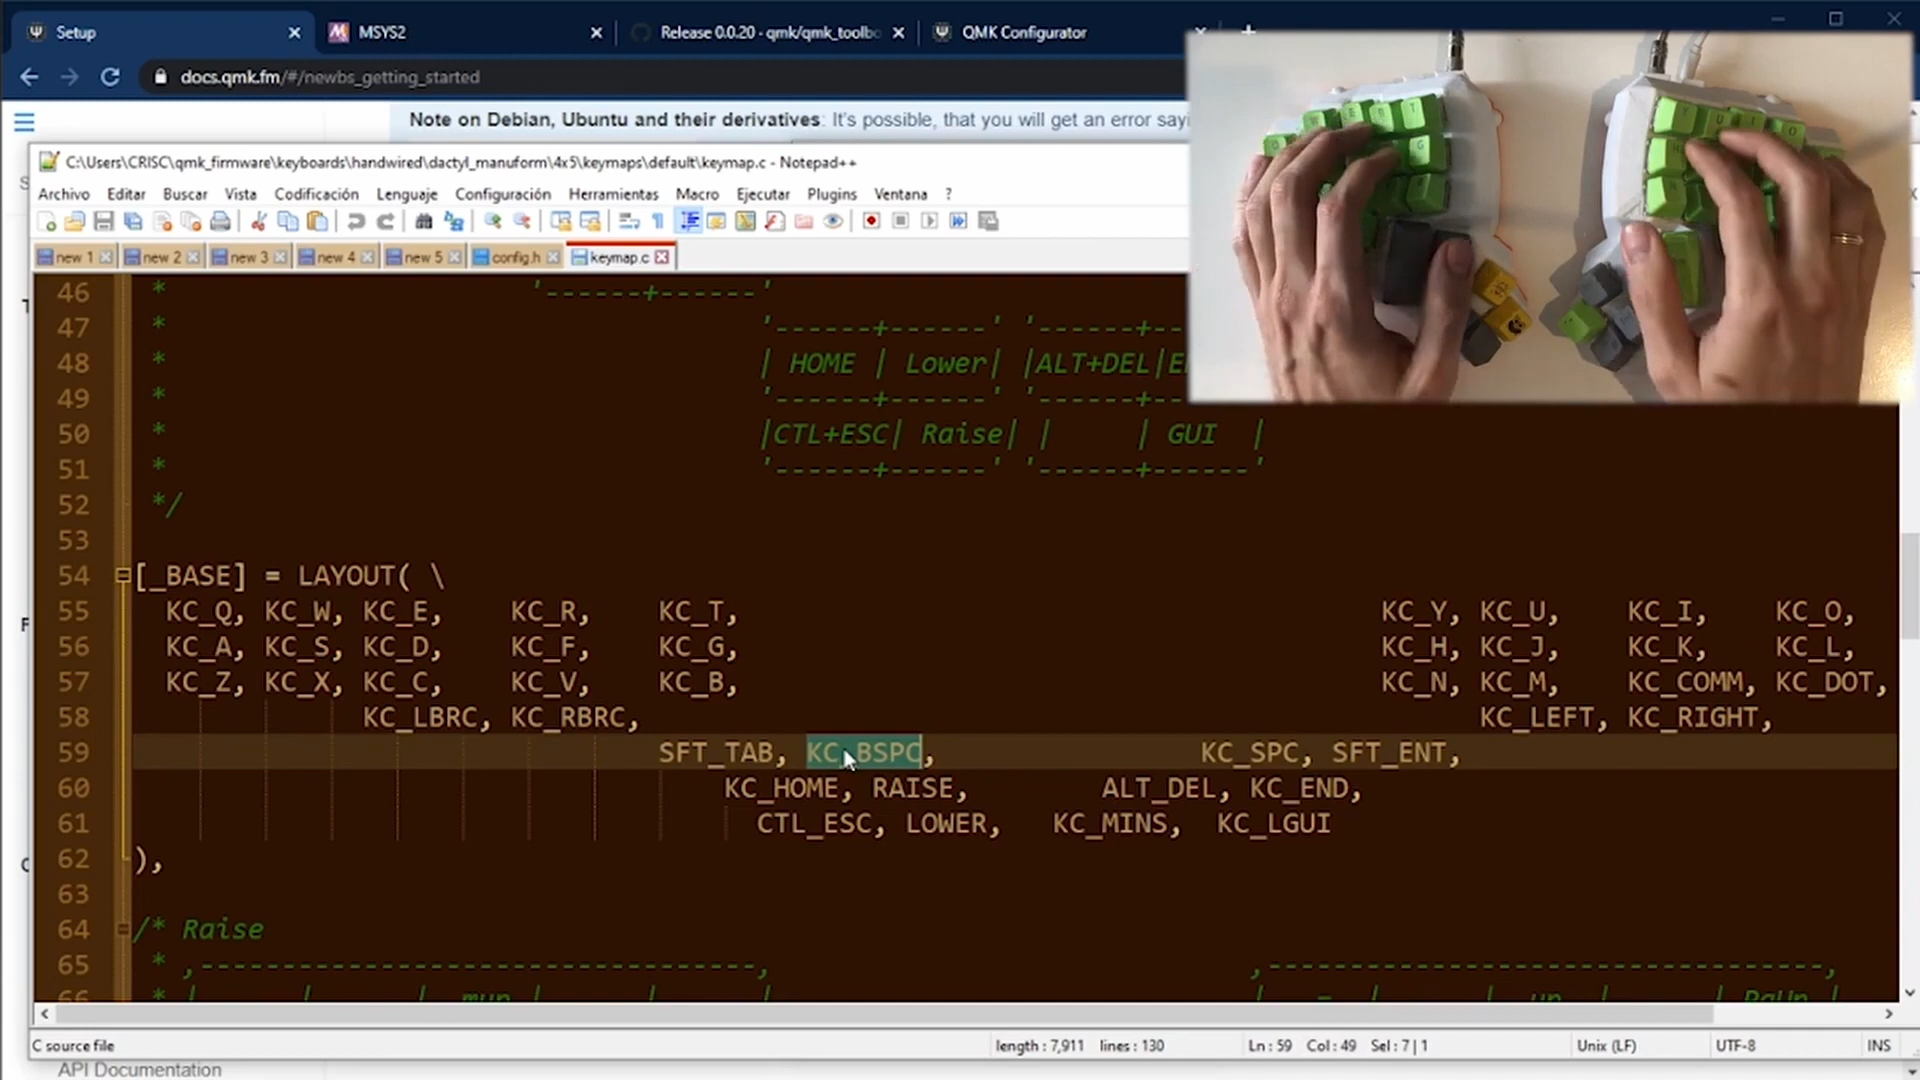 Setup
MSYS2
Release 0.0.20 · qmk/qmk_toolbo
QMK Configurator
docs.qmk.fm/#/newbs_getting_started
Note on Debian, Ubuntu and their derivatives: It's possible, that you will get an error sayi
C:\Users\CRISC\qmk_firmware\keyboards\handwired\dactyl_manuform\4x5\keymaps\default\keymap.c - Notepad++
Archivo Editar Buscar Vista Codificación Lenguaje Configuración Herramientas Macro Ejecutar Plugins Ventana ?
new 1 new 2 new 3 new 4 new 5 config.h keymap.c
46 * '------+------'
47 * '------+------' '------+--
48 * | HOME | Lower| |ALT+DEL|E
49 * '------+------' '------+--
50 * |CTL+ESC| Raise| | | GUI |
51 * '------+------' '------+------'
52 */
53
54 [_BASE] = LAYOUT( \
55 KC_Q, KC_W, KC_E, KC_R, KC_T, KC_Y, KC_U, KC_I, KC_O,
56 KC_A, KC_S, KC_D, KC_F, KC_G, KC_H, KC_J, KC_K, KC_L,
57 KC_Z, KC_X, KC_C, KC_V, KC_B, KC_N, KC_M, KC_COMM, KC_DOT,
58 KC_LBRC, KC_RBRC, KC_LEFT, KC_RIGHT,
59 SFT_TAB, KC_BSPC, KC_SPC, SFT_ENT,
60 KC_HOME, RAISE, ALT_DEL, KC_END,
61 CTL_ESC, LOWER, KC_MINS, KC_LGUI
62 ),
63
64 /* Raise
65 * ,----------------------------------, ,----------------------------------,
66 * | | | mup | | | | = | | up | | PgUp |
C source file length : 7,911 lines : 130 Ln : 59 Col : 49 Sel : 7 | 1 Unix (LF) UTF-8 INS
API Documentation